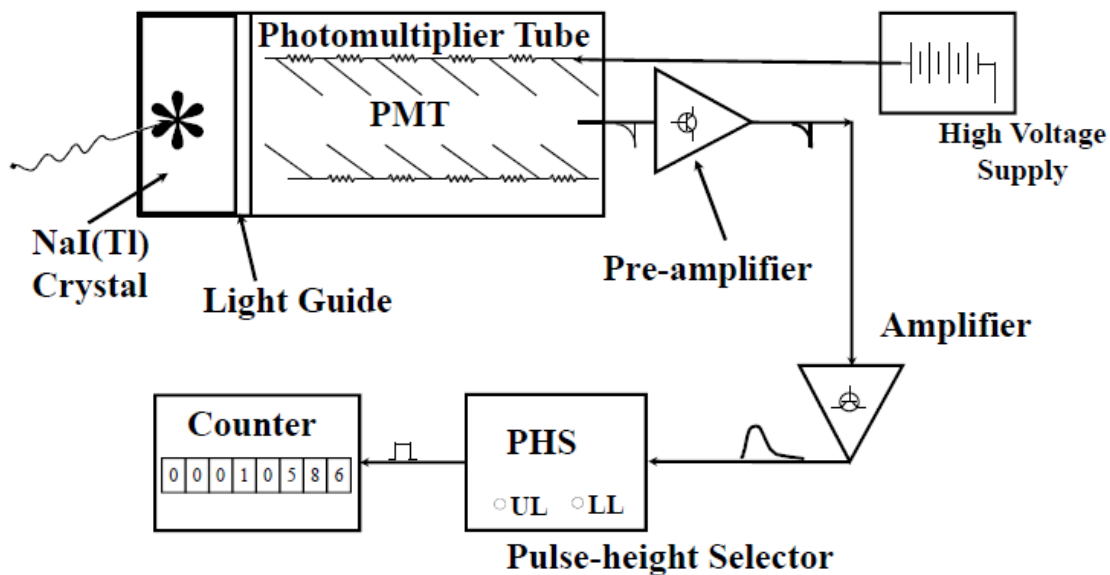 Photomultiplier Tube
PMT
High Voltage
Supply
NaI(Tl)
Crystal
Light Guide
Pre-amplifier
Amplifier
Counter
0 0 0 1 0 5 8 6
PHS
UL LL
Pulse-height Selector